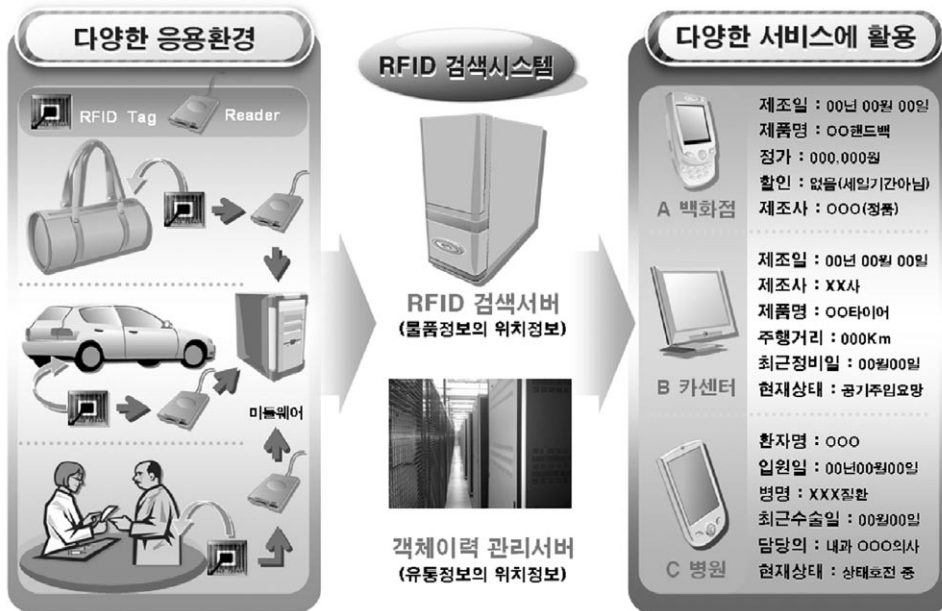 다양한 응용환경
RFID Tag
Reader
미들웨어
RFID 검색시스템
RFID 검색서버
(물품정보의 위치정보)
객체이력 관리서버
(유통정보의 위치정보)
다양한 서비스에 활용
A 백화점
제조일 : 00년 00월 00일
제품명 : OO핸드백
정가 : 000,000원
할인 : 없음(세일기간아님)
제조사 : OOO(정품)
B 카센터
제조일 : 00년 00월 00일
제조사 : XX사
제품명 : OO타이어
주행거리 : 000Km
최근정비일 : 00월00일
현재상태 : 공기주입요망
C 병원
환자명 : OOO
입원일 : 00년00월00일
병명 : XXX질환
최근수술일 : 00월00일
담당의 : 내과 OOO의사
현재상태 : 상태호전 중